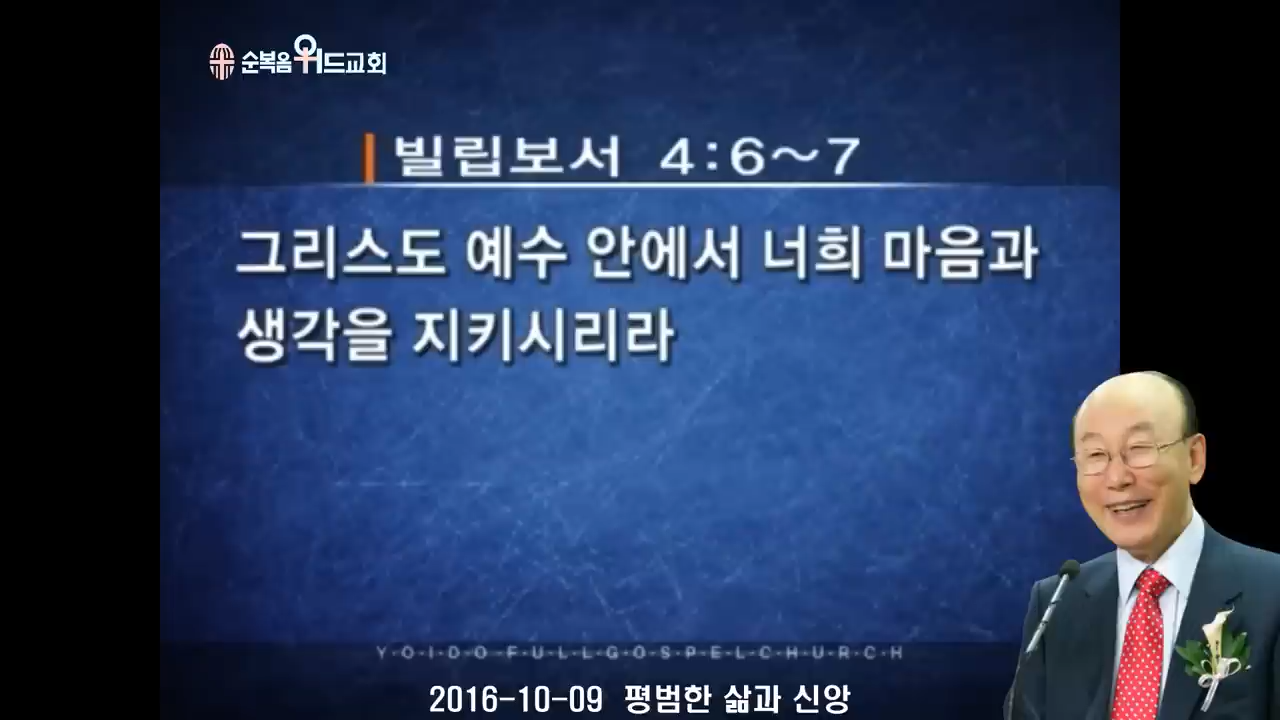 순복음위드교회
빌립보서 4:6~7
그리스도 예수 안에서 너희 마음과
생각을 지키시리라
Y·O·I·D·O·F·U·L·L·G·O·S·P·E·L·C·H·U·R·C·H
2016-10-09 평범한 삶과 신앙